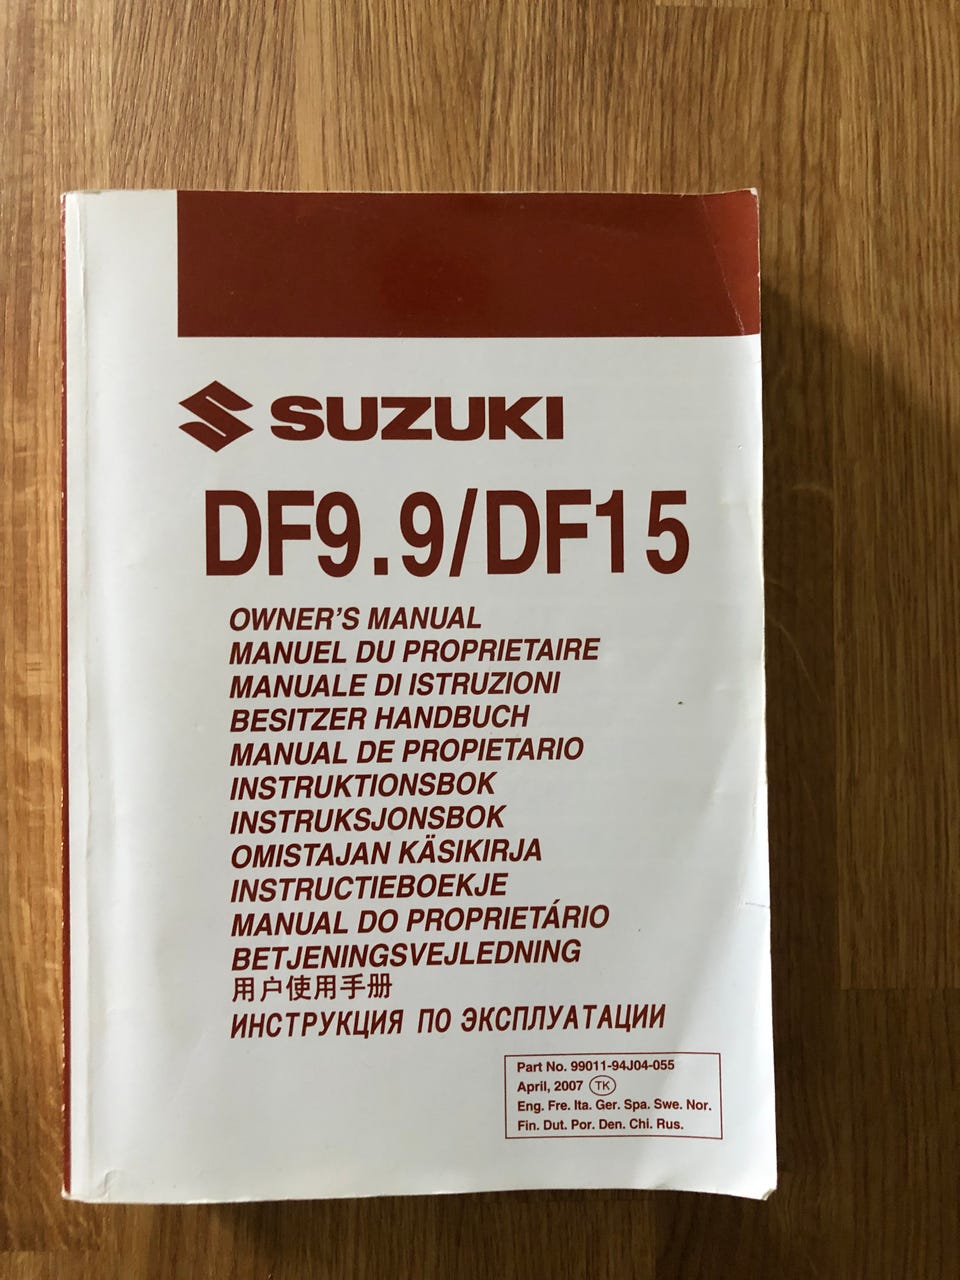 SUZUKI
DF9.9/DF15
OWNER'S MANUAL
MANUEL DU PROPRIETAIRE
MANUALE DI ISTRUZIONI
BESITZER HANDBUCH
MANUAL DE PROPIETARIO
INSTRUKTIONSBOK
INSTRUKSJONSBOK
OMISTAJAN KÄSIKIRJA
INSTRUCTIEBOEKJE
MANUAL DO PROPRIETÁRIO
BETJENINGSVEJLEDNING
用户使用手册
ИНСТРУКЦИЯ ПО ЭКСПЛУАТАЦИИ
Part No. 99011-94J04-055
April, 2007 TK
Eng. Fre. Ita. Ger. Spa. Swe. Nor.
Fin. Dut. Por. Den. Chi. Rus.